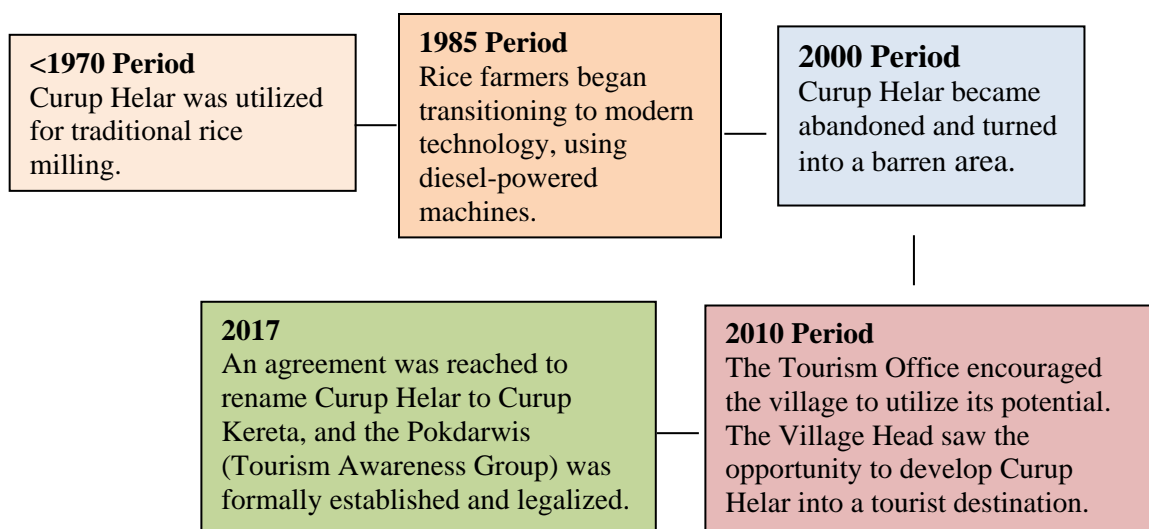 <1970 Period
Curup Helar was utilized
for traditional rice
milling.
1985 Period
Rice farmers began
transitioning to modern
technology, using
diesel-powered
machines.
2000 Period
Curup Helar became
abandoned and turned
into a barren area.
2010 Period
The Tourism Office encouraged
the village to utilize its potential.
The Village Head saw the
opportunity to develop Curup
Helar into a tourist destination.
2017
An agreement was reached to
rename Curup Helar to Curup
Kereta, and the Pokdarwis
(Tourism Awareness Group) was
formally established and legalized.